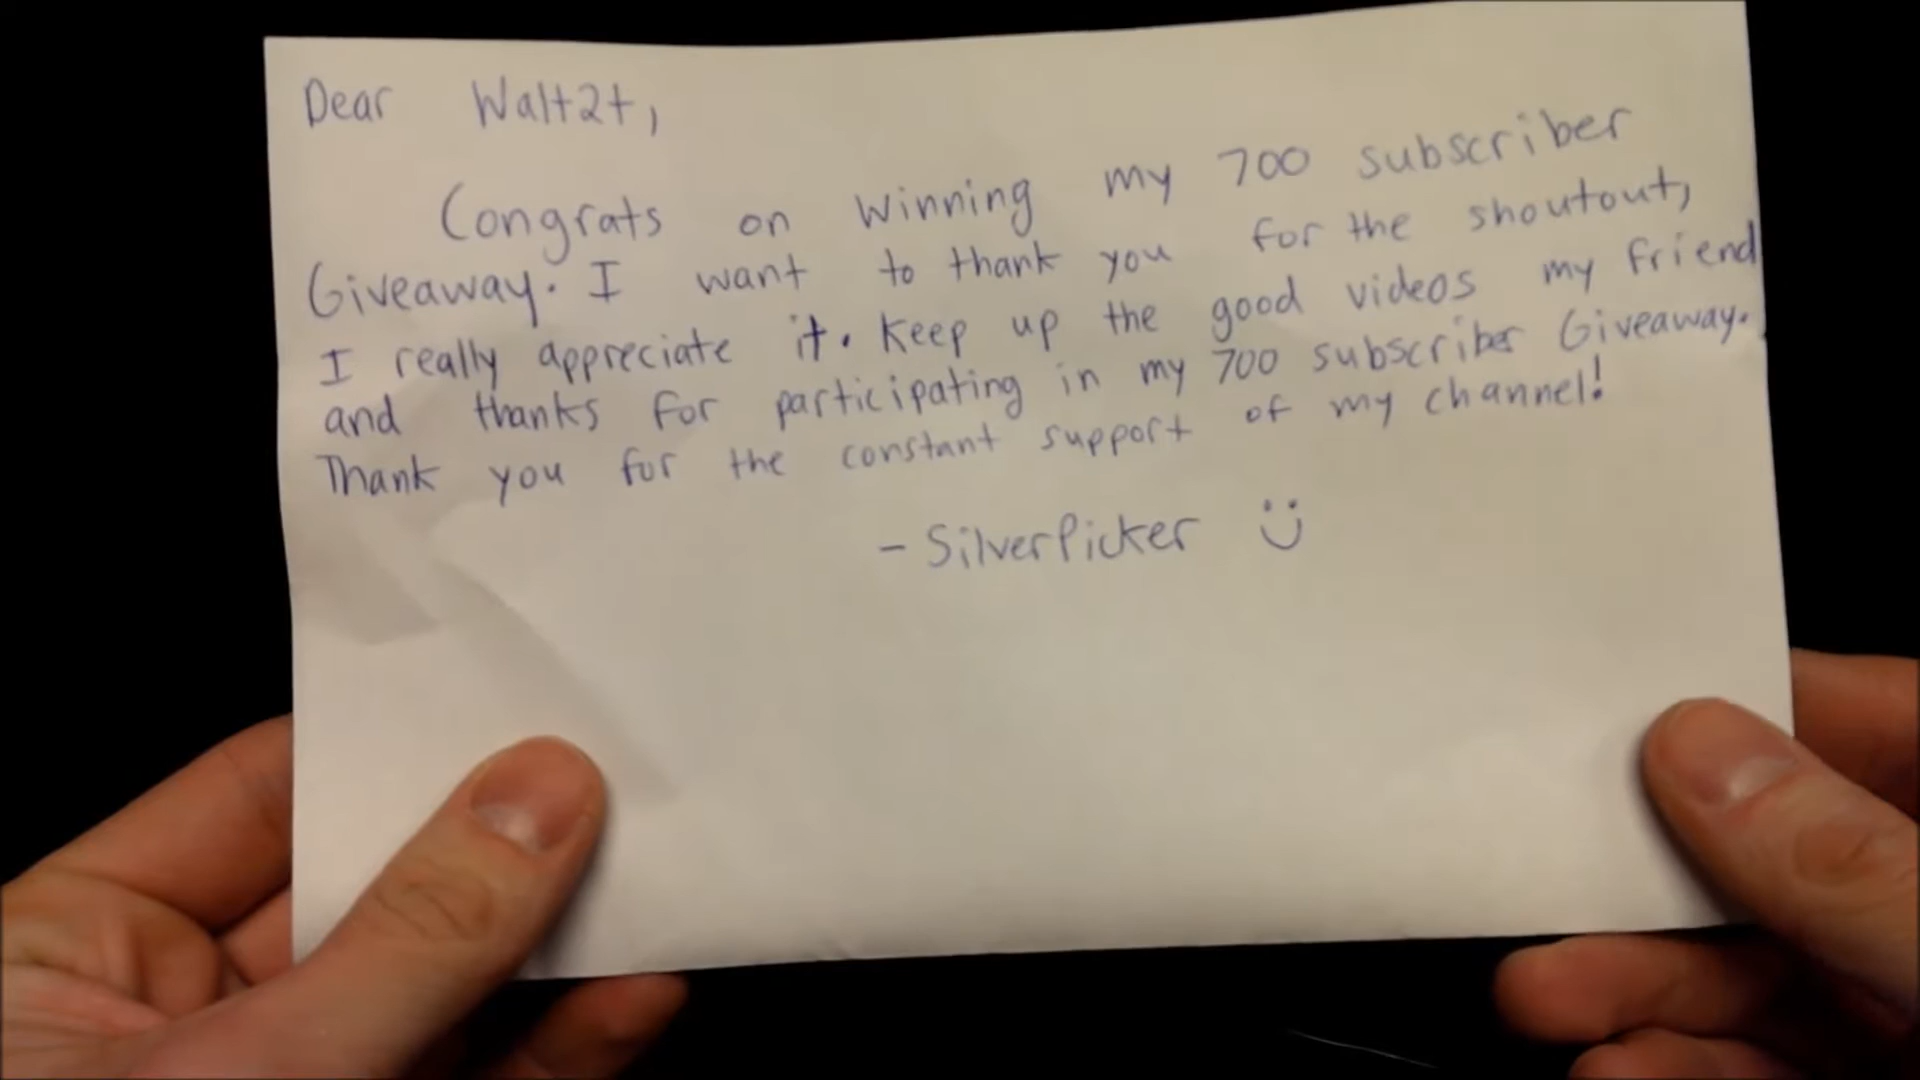 Dear Walt2t,
Congrats on winning my 700 subscriber
Giveaway. I want to thank you for the shoutout,
I really appreciate it. Keep up the good videos my friend
and thanks for participating in my 700 subscriber Giveaway.
Thank you for the constant support of my channel!
- SilverPicker